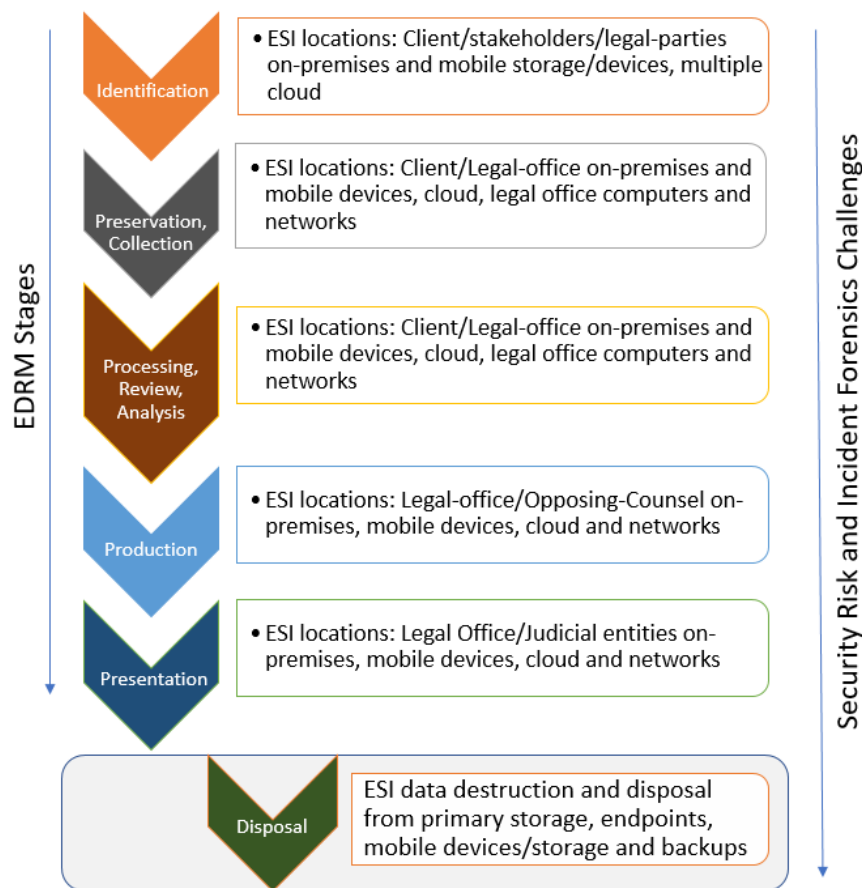 EDRM Stages
Identification
• ESI locations: Client/stakeholders/legal-parties
on-premises and mobile storage/devices, multiple
cloud
Preservation,
Collection
• ESI locations: Client/Legal-office on-premises and
mobile devices, cloud, legal office computers and
networks
Processing,
Review,
Analysis
• ESI locations: Client/Legal-office on-premises and
mobile devices, cloud, legal office computers and
networks
Production
• ESI locations: Legal-office/Opposing-Counsel on-
premises, mobile devices, cloud and networks
Presentation
• ESI locations: Legal Office/Judicial entities on-
premises, mobile devices, cloud and networks
Disposal
ESI data destruction and disposal
from primary storage, endpoints,
mobile devices/storage and backups
Security Risk and Incident Forensics Challenges